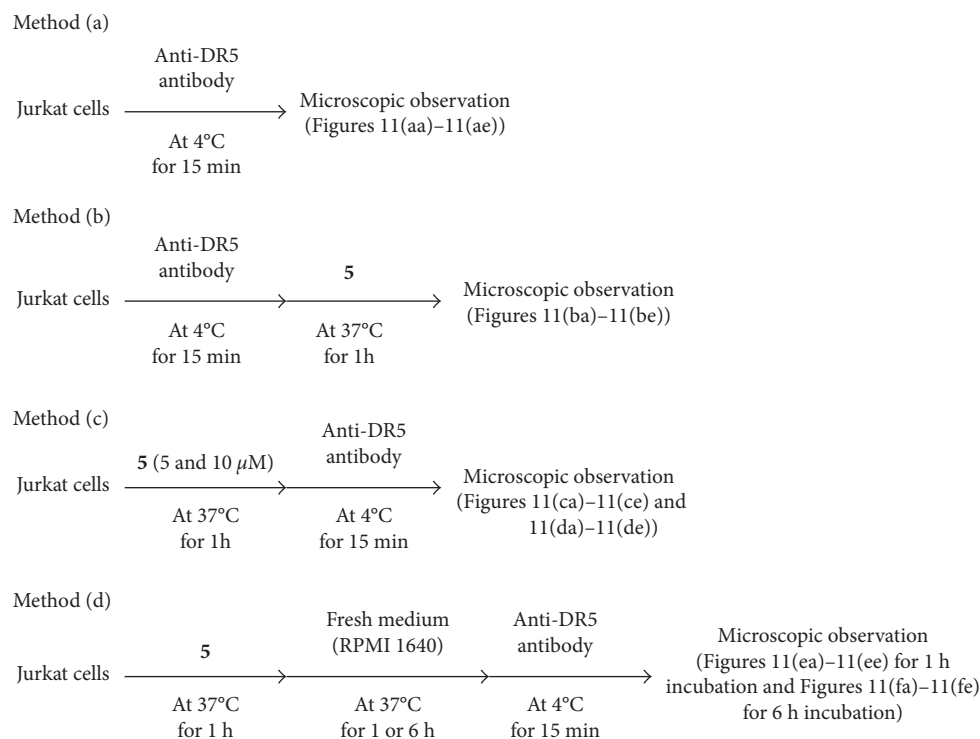 Method (a)
Anti-DR5
antibody
Jurkat cells
At 4°C
for 15 min
Microscopic observation
(Figures 11(aa)–11(ae))
Method (b)
Anti-DR5
antibody
5
Jurkat cells
At 4°C
for 15 min
At 37°C
for 1h
Microscopic observation
(Figures 11(ba)–11(be))
Method (c)
5 (5 and 10 μM)
Anti-DR5
antibody
Jurkat cells
At 37°C
for 1h
At 4°C
for 15 min
Microscopic observation
(Figures 11(ca)–11(ce) and
11(da)–11(de))
Method (d)
5
Fresh medium
(RPMI 1640)
Anti-DR5
antibody
Jurkat cells
At 37°C
for 1 h
At 37°C
for 1 or 6 h
At 4°C
for 15 min
Microscopic observation
(Figures 11(ea)–11(ee) for 1 h
incubation and Figures 11(fa)–11(fe)
for 6 h incubation)